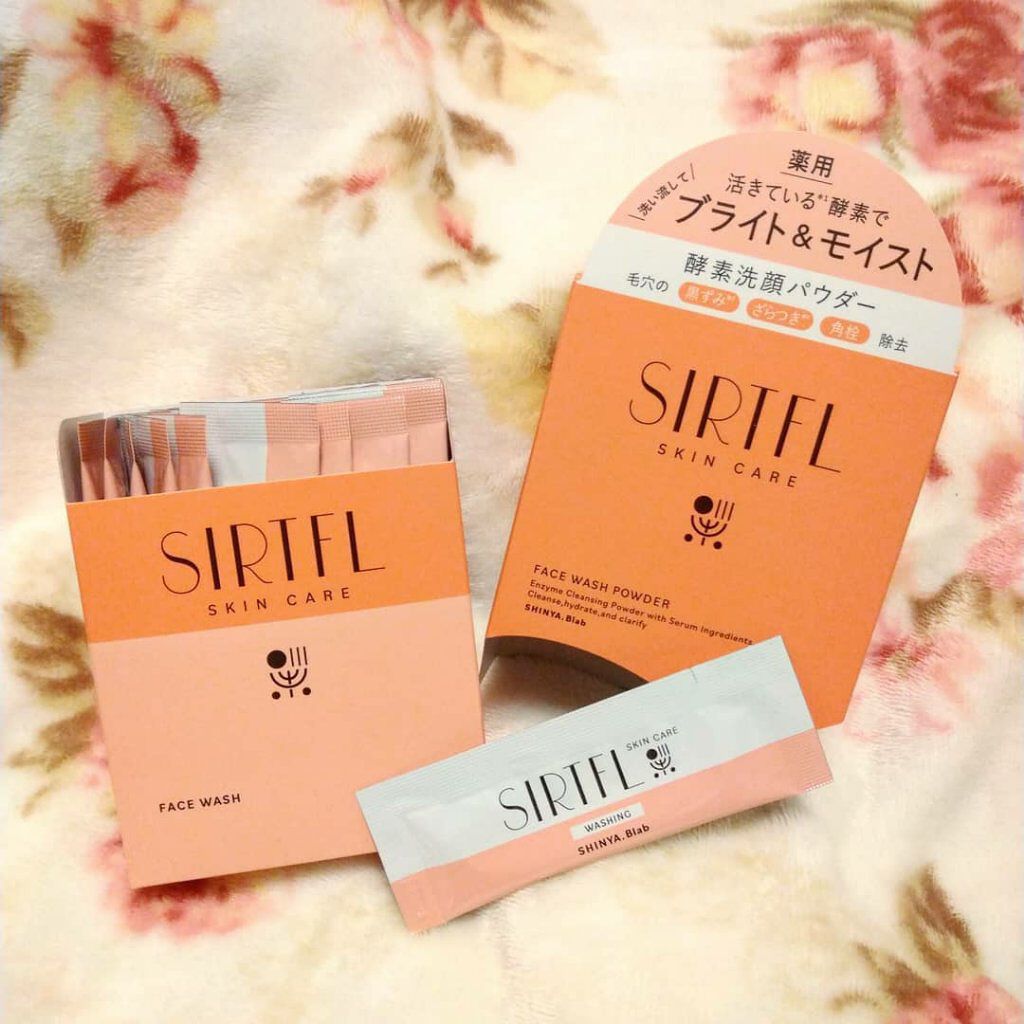 薬用
\洗い流して/
活きている※1酵素で
ブライト&モイスト
酵素洗顔パウダー
毛穴の 黒ずみ ざらつき 角栓 除去
SIRTFL
SKIN CARE
FACE WASH POWDER
Enzyme Cleansing Powder with Serum Ingredients
Cleanse,hydrate,and clarify
SHINYA.Blab
SIRTFL
SKIN CARE
FACE WASH
SIRTFL
SKIN CARE
WASHING
SHINYA.Blab